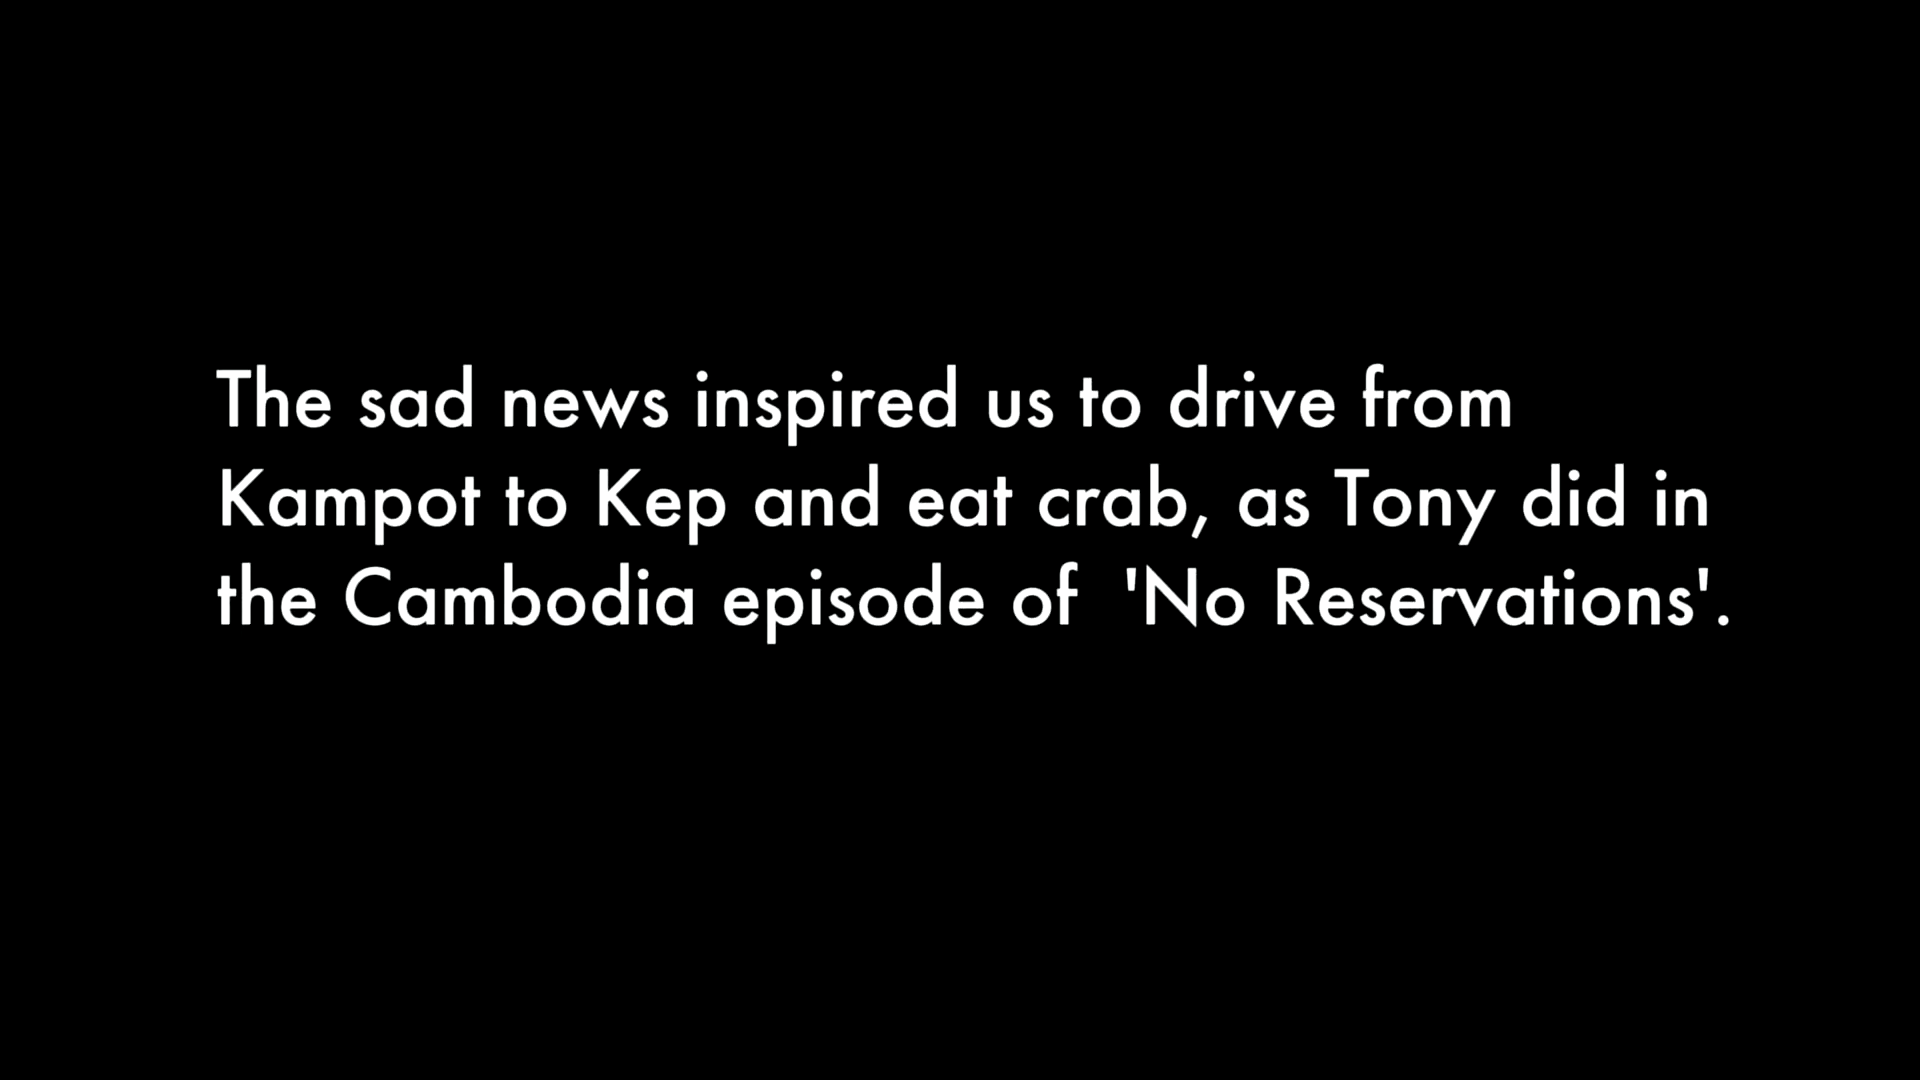 The sad news inspired us to drive from
Kampot to Kep and eat crab, as Tony did in
the Cambodia episode of  'No Reservations'.